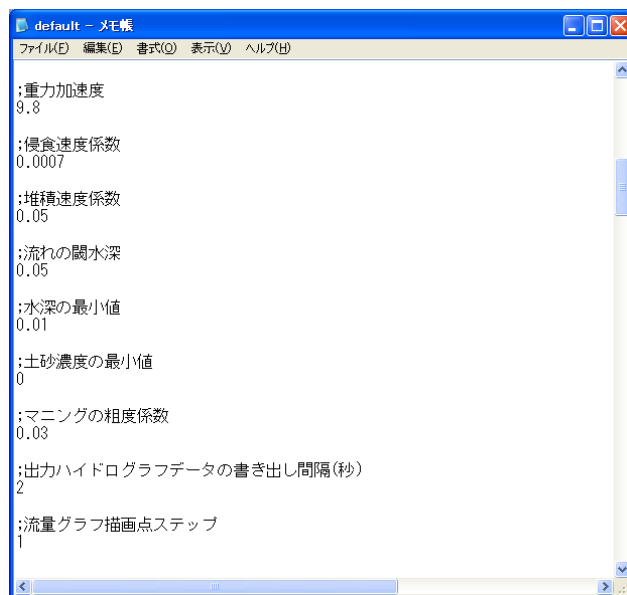 default - メモ帳
ファイル(F) 編集(E) 書式(O) 表示(V) ヘルプ(H)
;重力加速度
9.8
;侵食速度係数
0.0007
;堆積速度係数
0.05
;流れの閾水深
0.05
;水深の最小値
0.01
;土砂濃度の最小値
0
;マニングの粗度係数
0.03
;出力ハイドログラフデータの書き出し間隔(秒)
2
;流量グラフ描画点ステップ
1